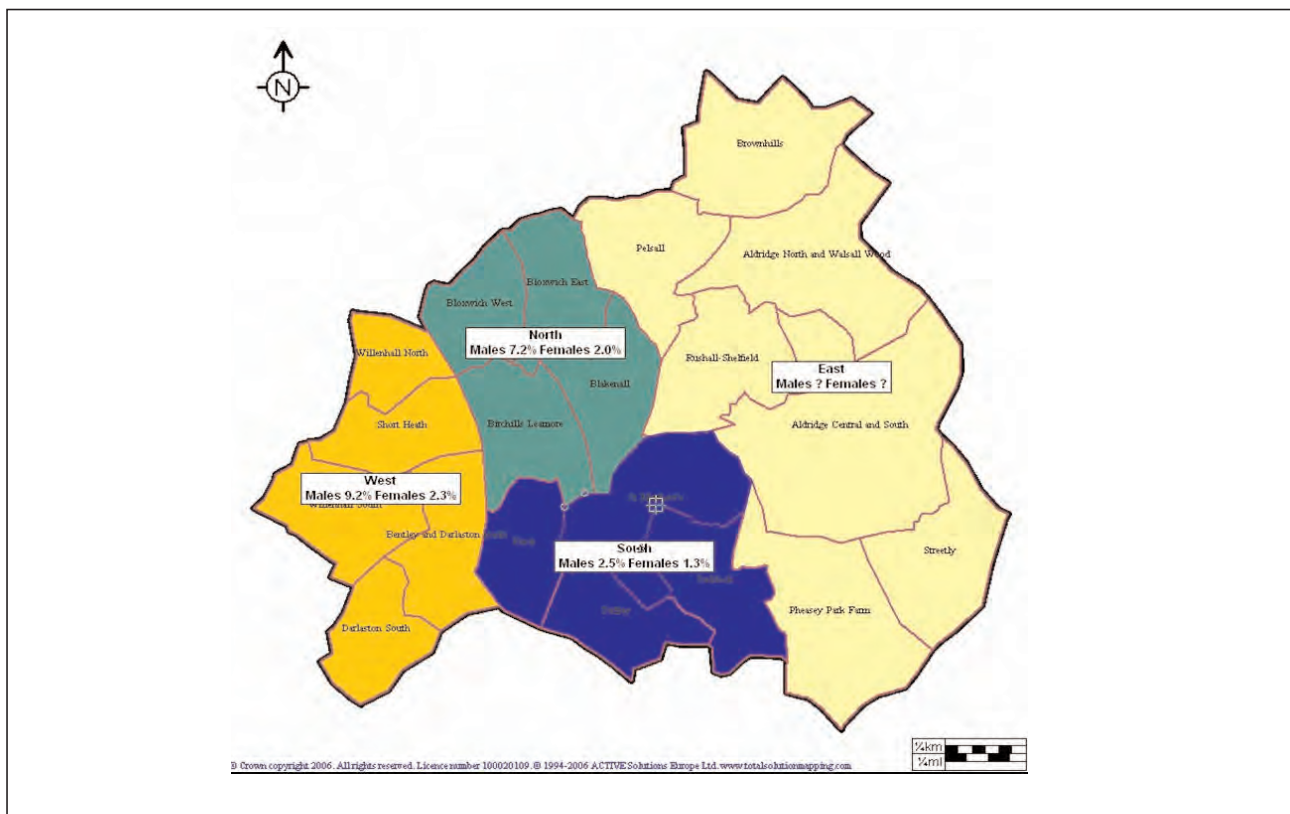 N
Brownhills
Pelsall
Aldridge North and Walsall Wood
Bloxwich East
Bloxwich West
North
Males 7.2% Females 2.0%
Willenhall North
Rushall-Shelfield
East
Males ? Females ?
Blakenall
Short Heath
Birchills Leamore
Aldridge Central and South
West
Males 9.2% Females 2.3%
Willenhall South
Bentley and Darlaston
South
Males 2.5% Females 1.3%
Streetly
Pheasey Park Farm
Darlaston South
¼km
¼ml
© Crown copyright 2006. All rights reserved. Licence number 100020109. © 1994-2006 ACTIVE Solutions Europe Ltd. www.totalsolutionmapping.com